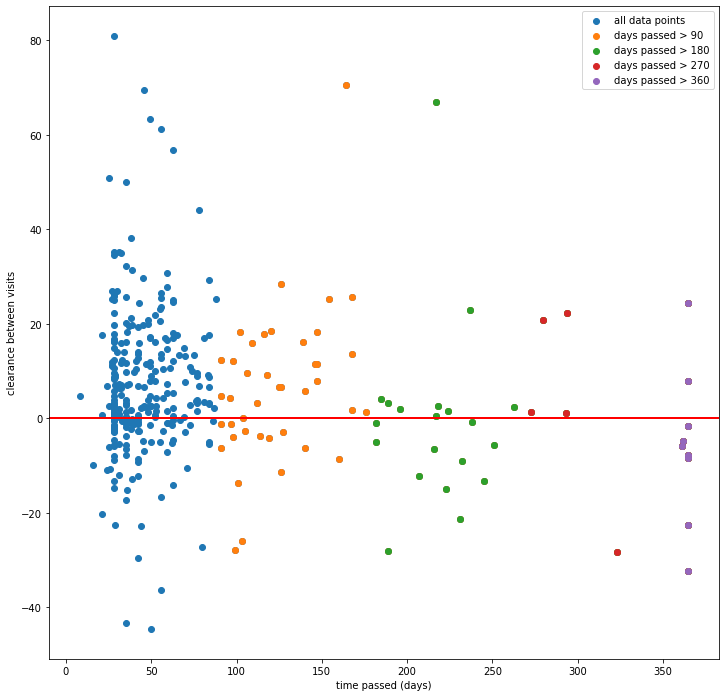 all data points
days passed > 90
days passed > 180
days passed > 270
days passed > 360
80
60
40
20
0
−20
−40
clearance between visits
0 50 100 150 200 250 300 350
time passed (days)